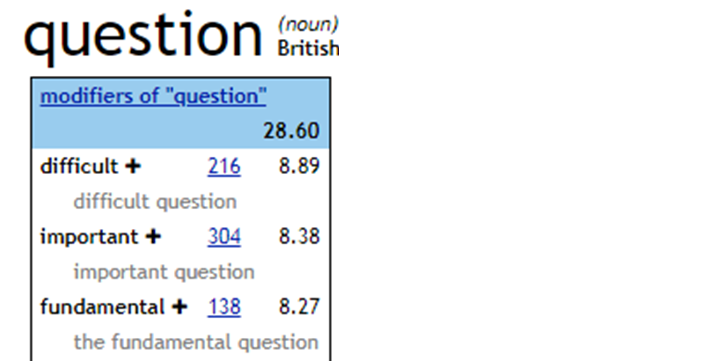 question (noun)
British
modifiers of "question"
28.60
difficult + 216 8.89
difficult question
important + 304 8.38
important question
fundamental + 138 8.27
the fundamental question